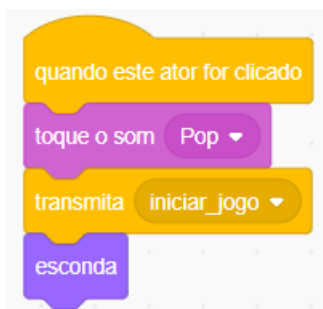 quando este ator for clicado
toque o som Pop
transmita iniciar_jogo
esconda